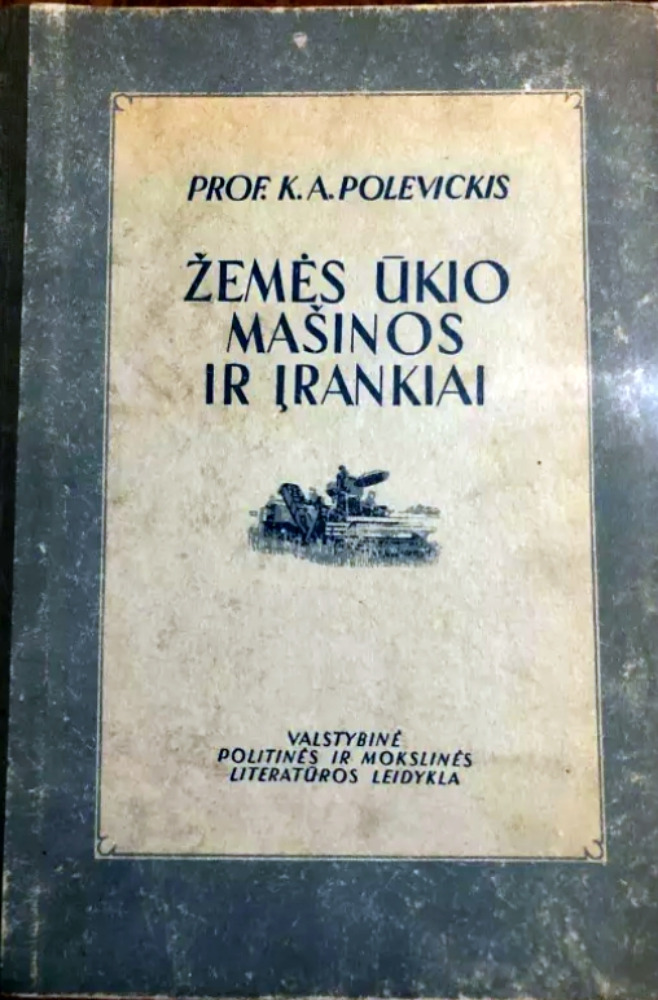 PROF. K. A. POLEVICKIS
ŽEMĖS ŪKIO
MAŠINOS
IR ĮRANKIAI
VALSTYBINĖ
POLITINĖS IR MOKSLINĖS
LITERATŪROS LEIDYKLA